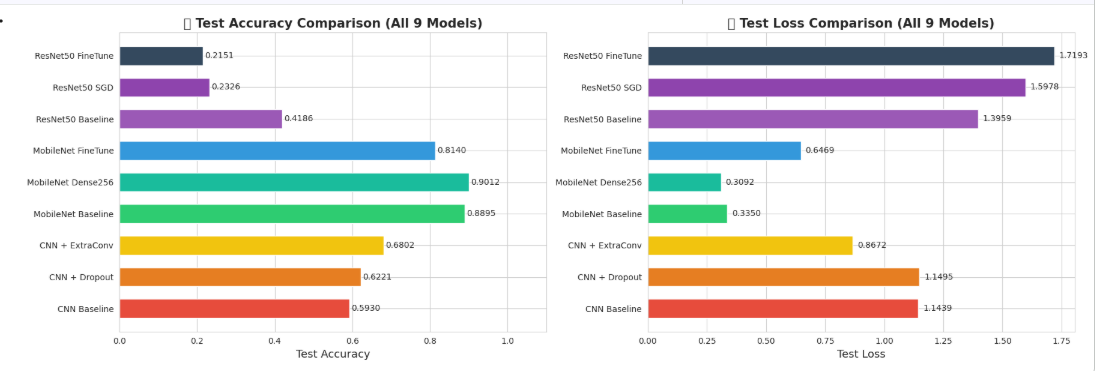 ▯ Test Accuracy Comparison (All 9 Models)
ResNet50 FineTune 0.2151
ResNet50 SGD 0.2326
ResNet50 Baseline 0.4186
MobileNet FineTune 0.8140
MobileNet Dense256 0.9012
MobileNet Baseline 0.8895
CNN + ExtraConv 0.6802
CNN + Dropout 0.6221
CNN Baseline 0.5930
0.0 0.2 0.4 0.6 0.8 1.0
Test Accuracy
▯ Test Loss Comparison (All 9 Models)
ResNet50 FineTune 1.7193
ResNet50 SGD 1.5978
ResNet50 Baseline 1.3959
MobileNet FineTune 0.6469
MobileNet Dense256 0.3092
MobileNet Baseline 0.3350
CNN + ExtraConv 0.8672
CNN + Dropout 1.1495
CNN Baseline 1.1439
0.00 0.25 0.50 0.75 1.00 1.25 1.50 1.75
Test Loss